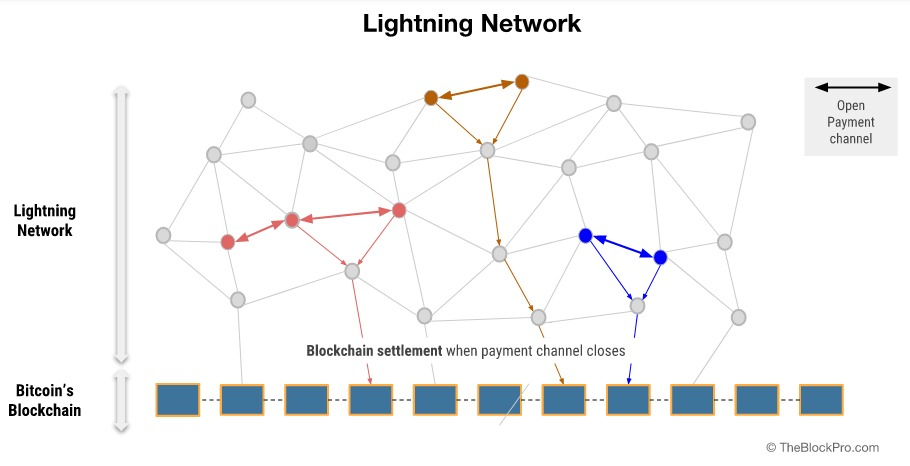 Lightning Network
Open
Payment
channel
Lightning
Network
Blockchain settlement when payment channel closes
Bitcoin's
Blockchain
© TheBlockPro.com